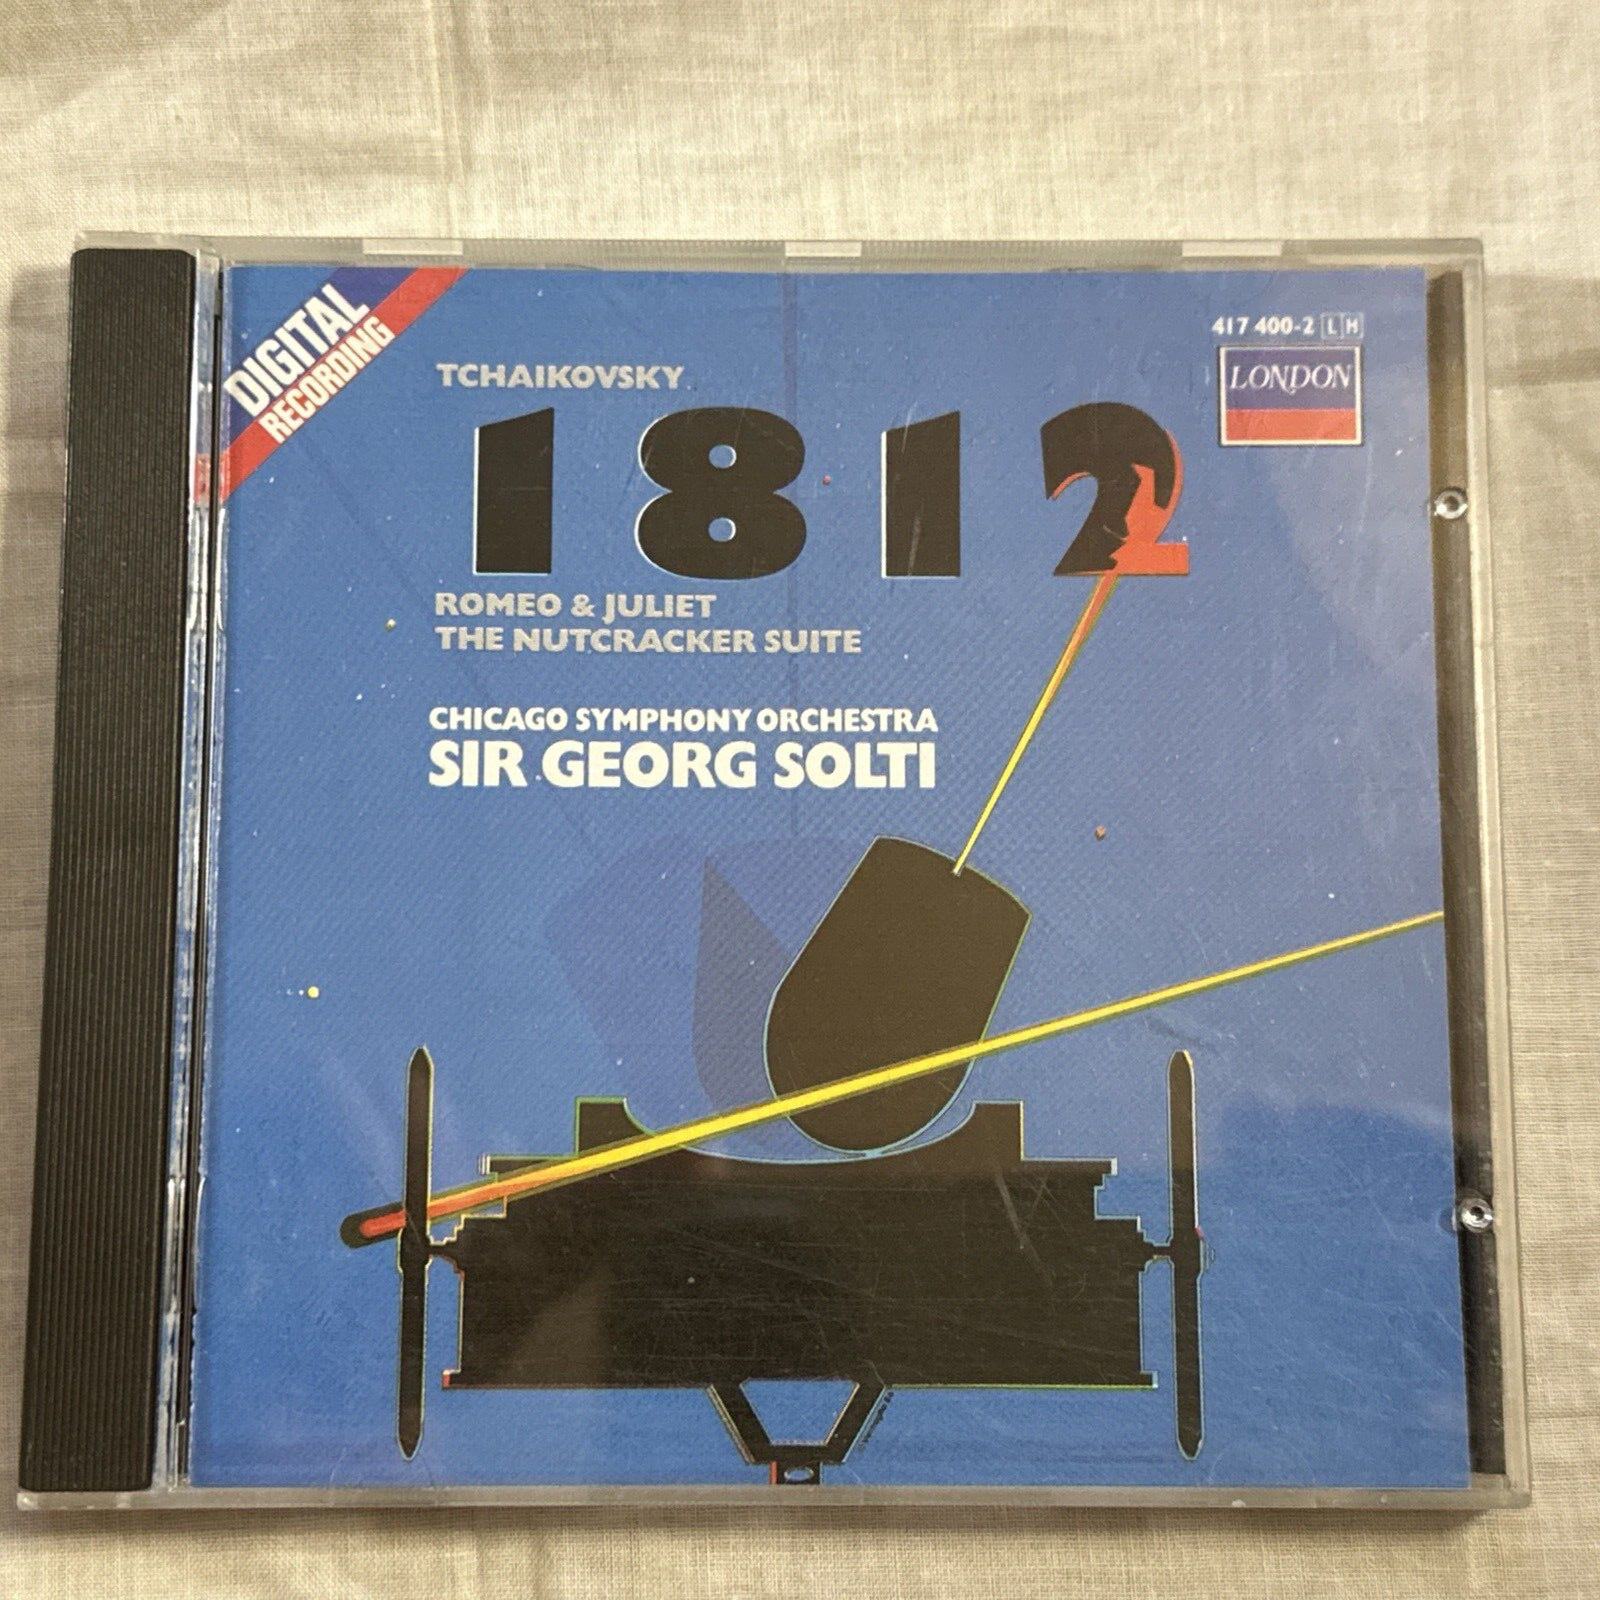 DIGITAL
RECORDING
417 400-2 LH
LONDON
TCHAIKOVSKY
1812
ROMEO & JULIET
THE NUTCRACKER SUITE
CHICAGO SYMPHONY ORCHESTRA
SIR GEORG SOLTI